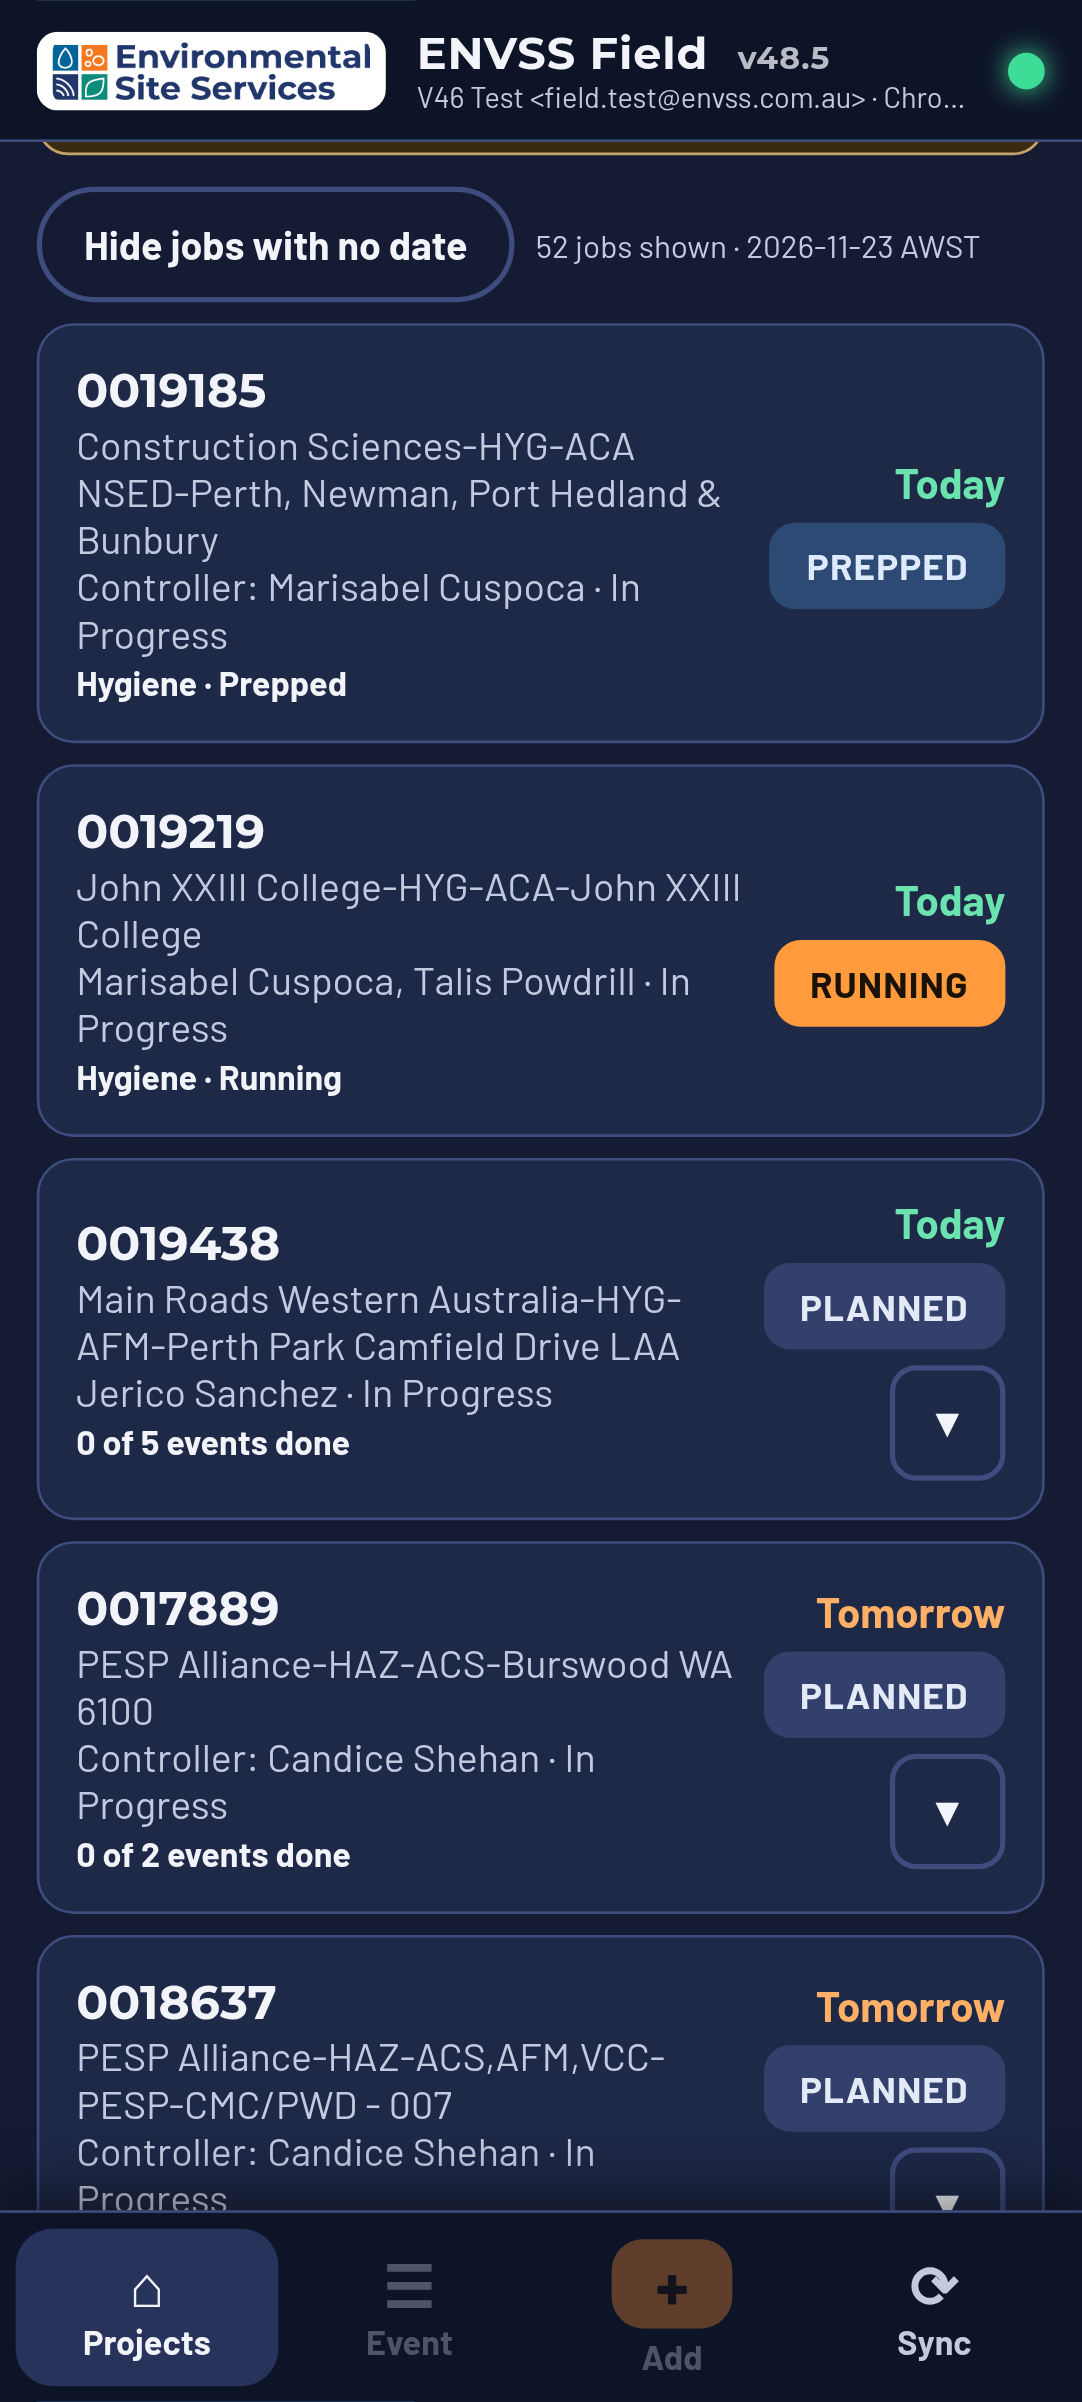 Environmental
Site Services
ENVSS Field v48.5
V46 Test <field.test@envss.com.au> · Chro...
Hide jobs with no date
52 jobs shown · 2026-11-23 AWST
0019185
Construction Sciences-HYG-ACA
NSED-Perth, Newman, Port Hedland &
Bunbury
Controller: Marisabel Cuspoca · In
Progress
Hygiene · Prepped
Today
PREPPED
0019219
John XXIII College-HYG-ACA-John XXIII
College
Marisabel Cuspoca, Talis Powdrill · In
Progress
Hygiene · Running
Today
RUNNING
0019438
Main Roads Western Australia-HYG-
AFM-Perth Park Camfield Drive LAA
Jerico Sanchez · In Progress
0 of 5 events done
Today
PLANNED
0017889
PESP Alliance-HAZ-ACS-Burswood WA
6100
Controller: Candice Shehan · In
Progress
0 of 2 events done
Tomorrow
PLANNED
0018637
PESP Alliance-HAZ-ACS,AFM,VCC-
PESP-CMC/PWD - 007
Controller: Candice Shehan · In
Progress
Tomorrow
PLANNED
Projects
Event
Add
Sync